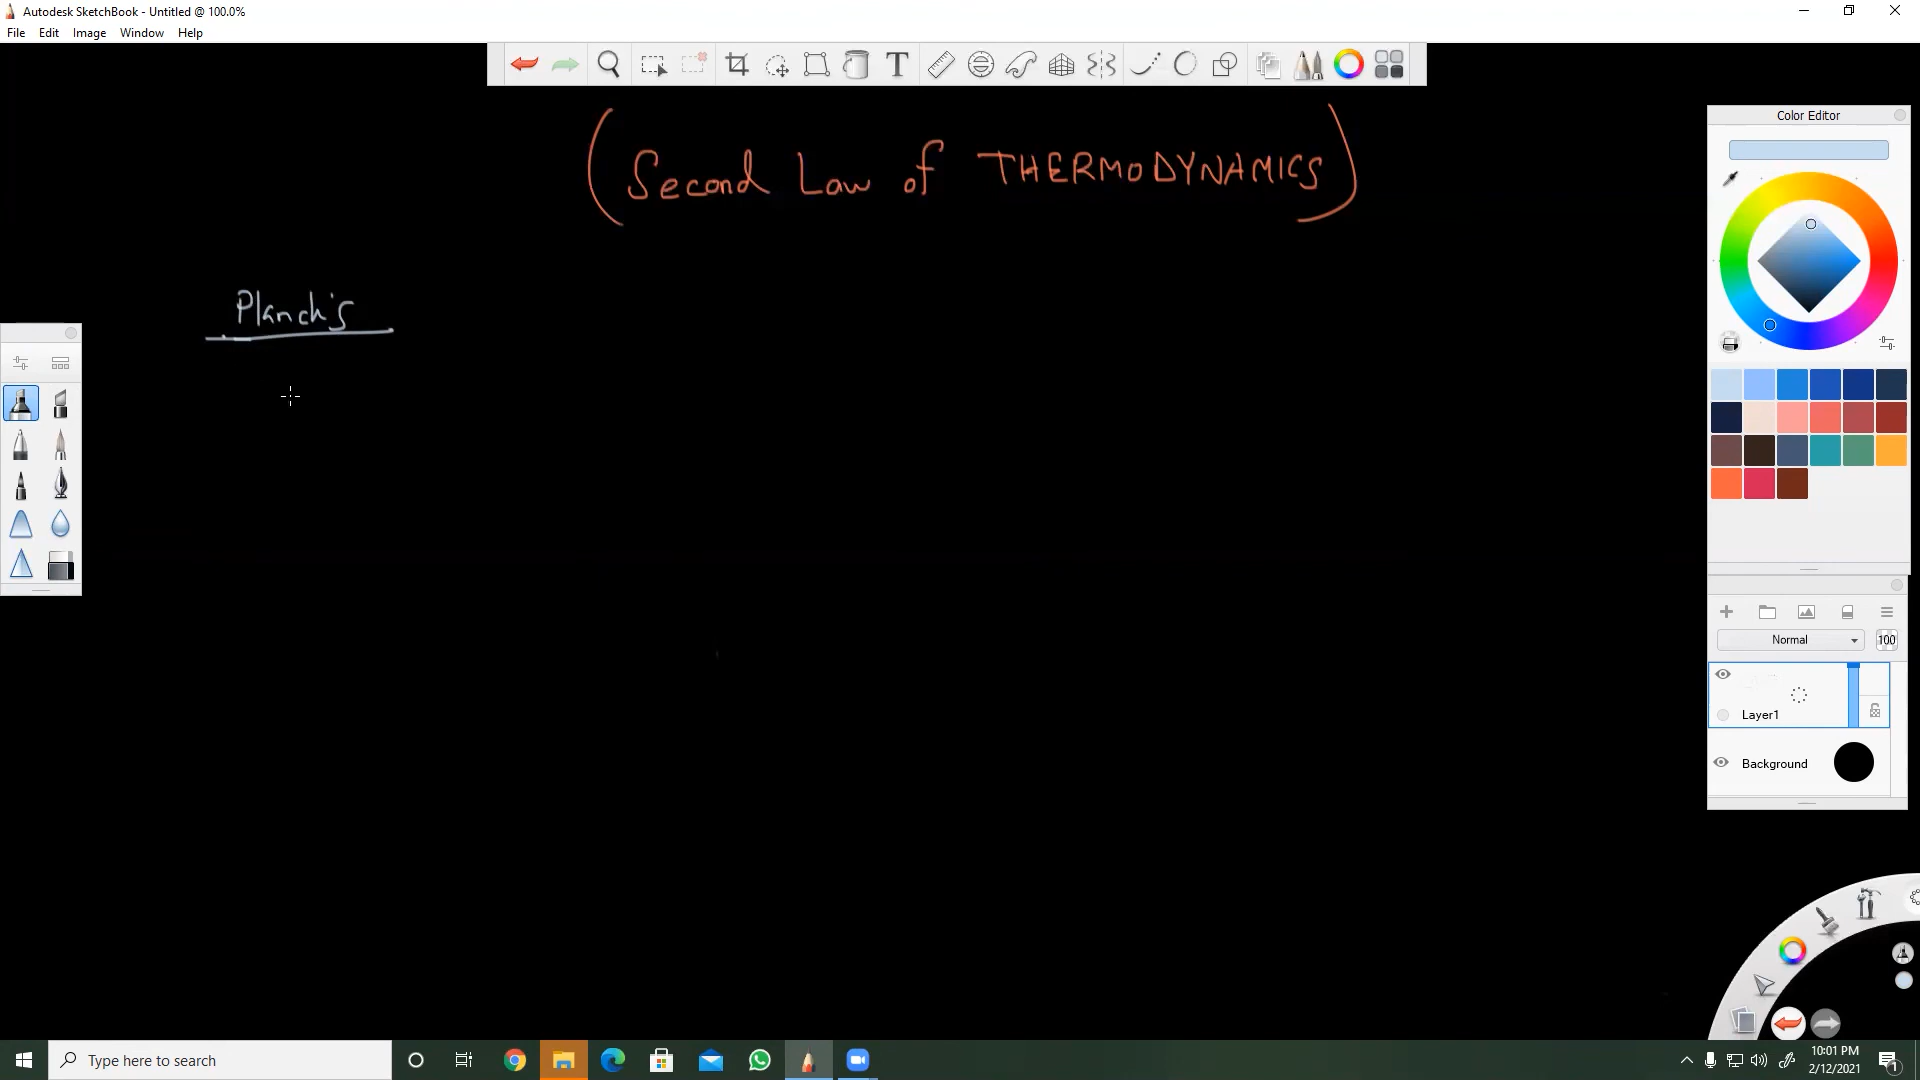 Autodesk SketchBook - Untitled @ 100.0%
File Edit Image Window Help
T
(Second Law of THERMODYNAMICS)
Color Editor
Planck's
Normal 100
Layer1
Background
Type here to search
10:01 PM
2/12/2021
1